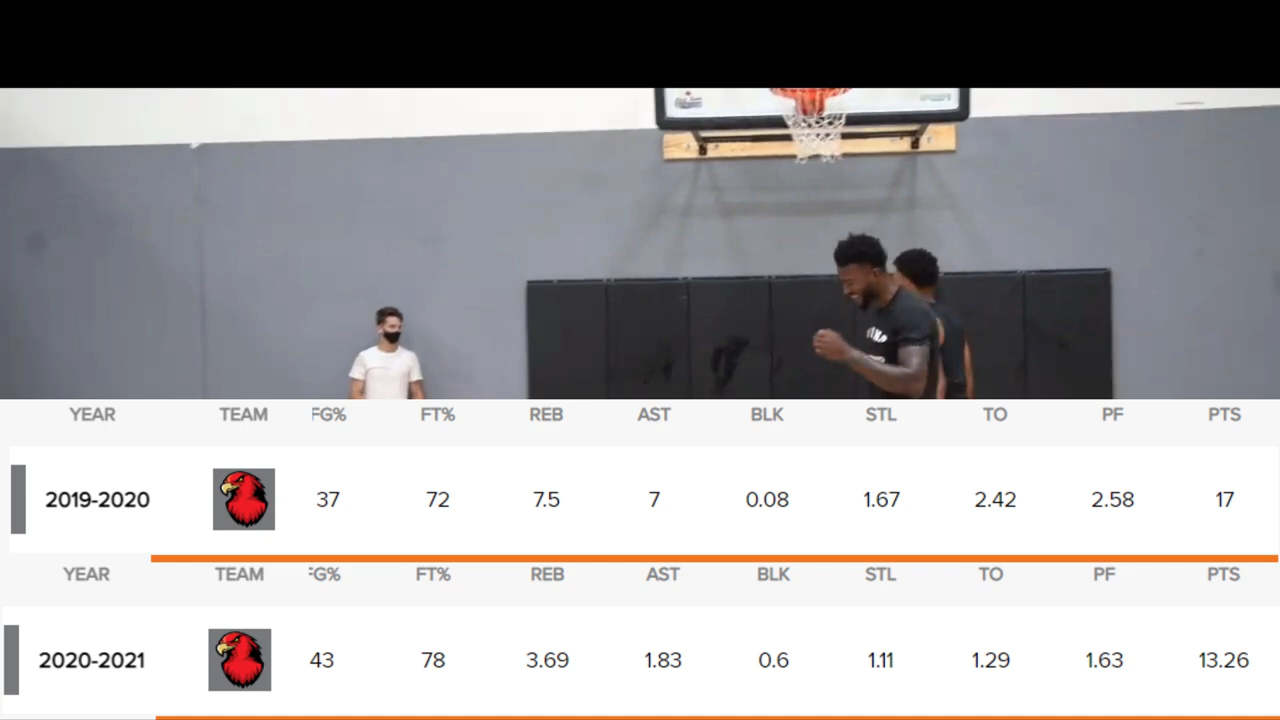 YEAR TEAM FG% FT% REB AST BLK STL TO PF PTS
2019-2020 37 72 7.5 7 0.08 1.67 2.42 2.58 17
YEAR TEAM FG% FT% REB AST BLK STL TO PF PTS
2020-2021 43 78 3.69 1.83 0.6 1.11 1.29 1.63 13.26